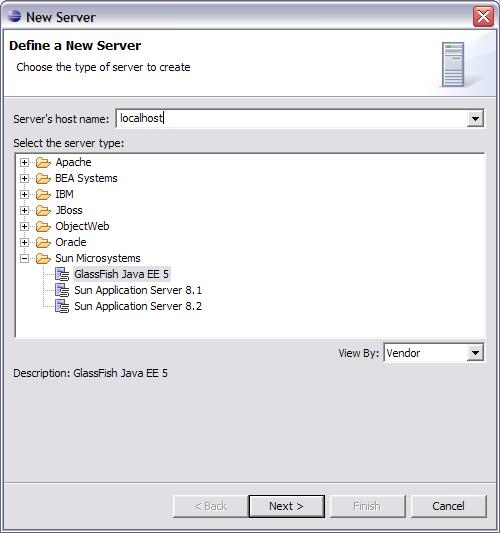 New Server
Define a New Server
Choose the type of server to create
Server's host name: localhost
Select the server type:
Apache
BEA Systems
IBM
JBoss
ObjectWeb
Oracle
Sun Microsystems
GlassFish Java EE 5
Sun Application Server 8.1
Sun Application Server 8.2
View By: Vendor
Description: GlassFish Java EE 5
< Back Next > Finish Cancel